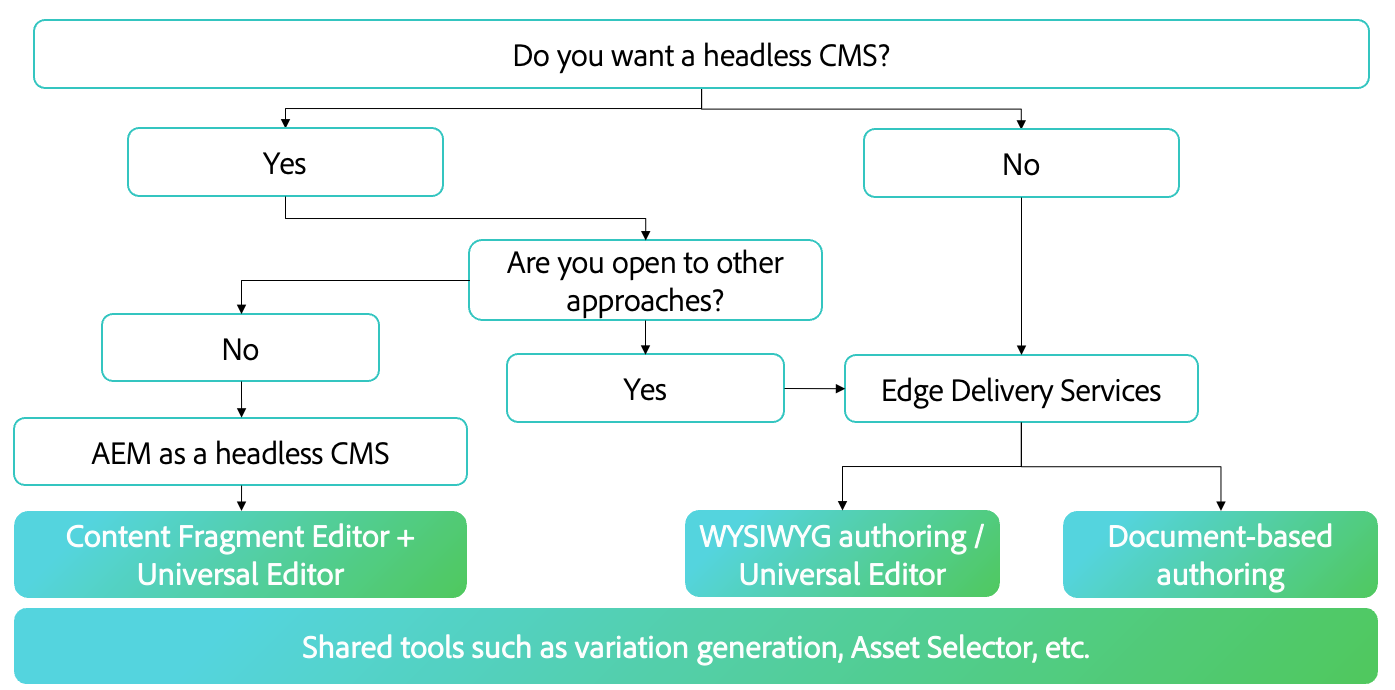 Do you want a headless CMS?
Yes
No
Are you open to other
approaches?
No
Yes
Edge Delivery Services
AEM as a headless CMS
Content Fragment Editor +
Universal Editor
WYSIWYG authoring /
Universal Editor
Document-based
authoring
Shared tools such as variation generation, Asset Selector, etc.